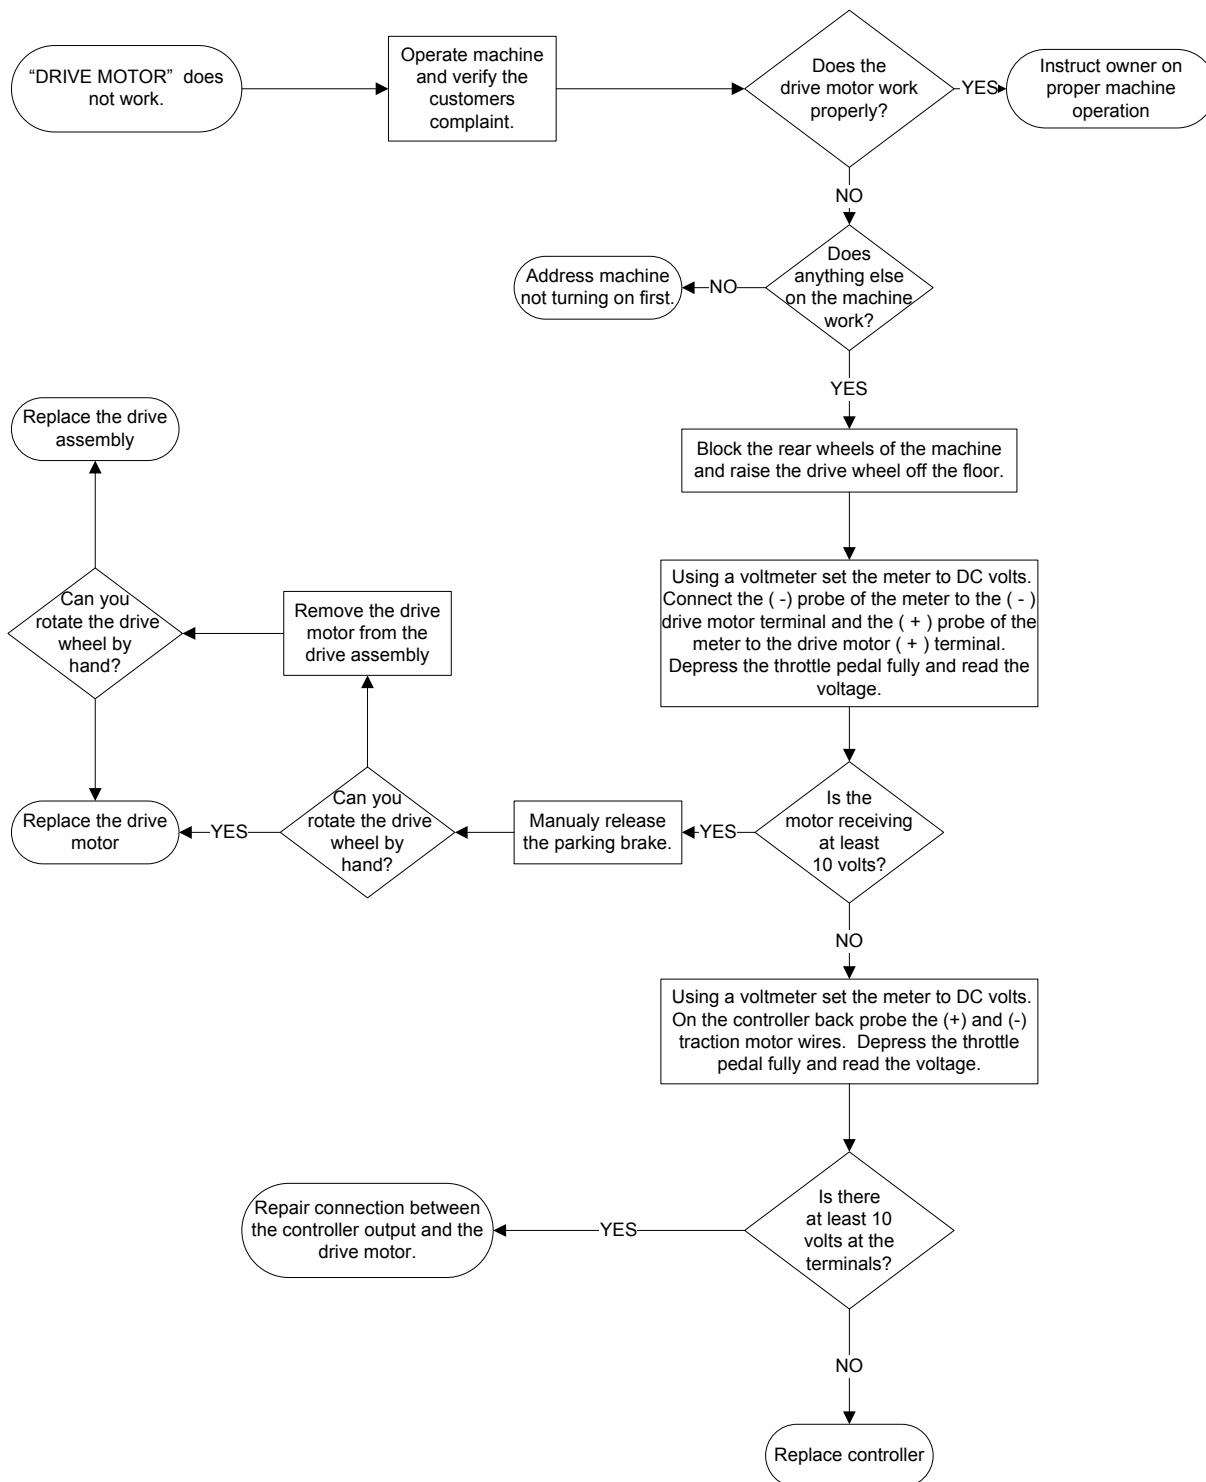 “DRIVE MOTOR”  does
not work.
Operate machine
and verify the
customers
complaint.
Does the
drive motor work
properly?
YES
Instruct owner on
proper machine
operation
NO
Does
anything else
on the machine
work?
NO
Address machine
not turning on first.
YES
Block the rear wheels of the machine
and raise the drive wheel off the floor.
Using a voltmeter set the meter to DC volts.
Connect the ( -) probe of the meter to the ( - )
drive motor terminal and the ( + ) probe of the
meter to the drive motor ( + ) terminal.
Depress the throttle pedal fully and read the
voltage.
Is the
motor receiving
at least
10 volts?
YES
Manualy release
the parking brake.
Can you
rotate the drive
wheel by
hand?
YES
Replace the drive
motor
Remove the drive
motor from the
drive assembly
Can you
rotate the drive
wheel by
hand?
Replace the drive
assembly
NO
Using a voltmeter set the meter to DC volts.
On the controller back probe the (+) and (-)
traction motor wires.  Depress the throttle
pedal fully and read the voltage.
Is there
at least 10
volts at the
terminals?
YES
Repair connection between
the controller output and the
drive motor.
NO
Replace controller